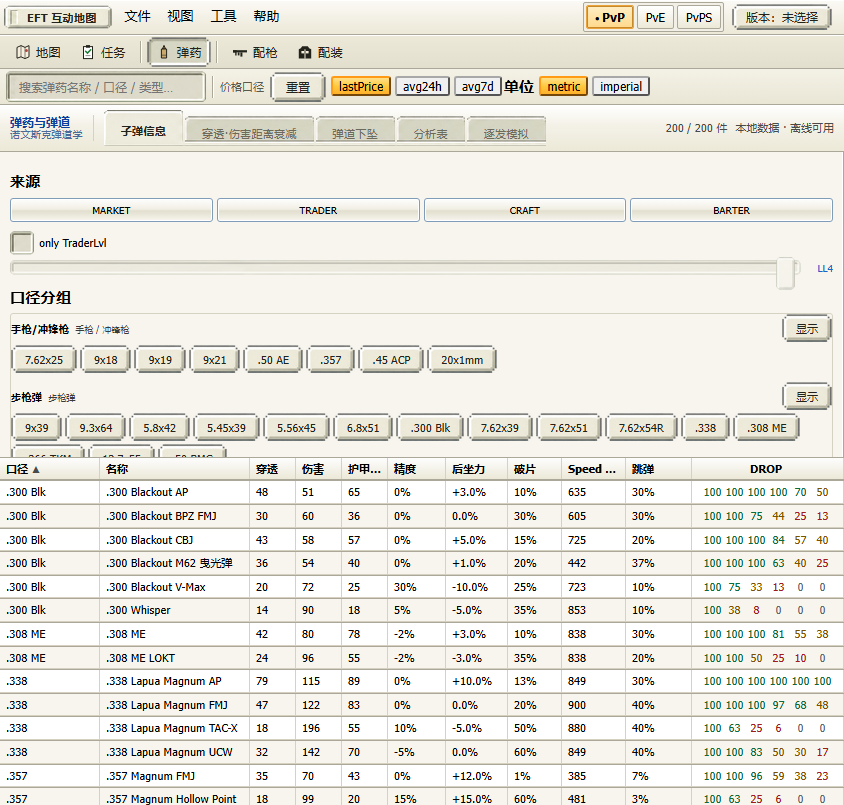 EFT 互动地图 文件 视图 工具 帮助 • PvP PvE PvPS 版本：未选择
地图 任务 弹药 配枪 配装
搜索弹药名称 / 口径 / 类型... 价格口径 重置 lastPrice avg24h avg7d 单位 metric imperial
弹药与弹道
语文斯克弹道学
子弹信息 穿透·伤害距离衰减 弹道下坠 分析表 逐发模拟 200 / 200 件 本地数据 · 离线可用
来源
MARKET TRADER CRAFT BARTER
only TraderLvl
LL4
口径分组
手枪/冲锋枪 手枪 / 冲锋枪 显示
7.62x25 9x18 9x19 9x21 .50 AE .357 .45 ACP 20x1mm
步枪弹 步枪弹 显示
9x39 9.3x64 5.8x42 5.45x39 5.56x45 6.8x51 .300 Blk 7.62x39 7.62x51 7.62x54R .338 .308 ME
.366 TKM 12.7x55 .50 BMG
口径 ▲ 名称 穿透 伤害 护甲... 精度 后坐力 破片 Speed ... 跳弹 DROP
.300 Blk .300 Blackout AP 48 51 65 0% +3.0% 10% 635 30% 100 100 100 100 70 50
.300 Blk .300 Blackout BPZ FMJ 30 60 36 0% 0.0% 30% 605 30% 100 100 75 44 25 13
.300 Blk .300 Blackout CBJ 43 58 57 0% +5.0% 15% 725 20% 100 100 100 84 57 40
.300 Blk .300 Blackout M62 曳光弹 36 54 40 0% +1.0% 20% 442 37% 100 100 100 63 40 25
.300 Blk .300 Blackout V-Max 20 72 25 30% -10.0% 25% 723 10% 100 75 33 13 0 0
.300 Blk .300 Whisper 14 90 18 5% -5.0% 35% 853 10% 100 38 8 0 0 0
.308 ME .308 ME 42 80 78 -2% +3.0% 10% 838 30% 100 100 100 81 55 38
.308 ME .308 ME LOKT 24 96 55 -2% -3.0% 35% 838 20% 100 100 50 25 10 0
.338 .338 Lapua Magnum AP 79 115 89 0% +10.0% 13% 849 30% 100 100 100 100 100 100
.338 .338 Lapua Magnum FMJ 47 122 83 0% 0.0% 20% 900 40% 100 100 100 97 68 48
.338 .338 Lapua Magnum TAC-X 18 196 55 10% -5.0% 50% 880 40% 100 63 25 6 0 0
.338 .338 Lapua Magnum UCW 32 142 70 -5% 0.0% 60% 849 40% 100 100 83 50 30 17
.357 .357 Magnum FMJ 35 70 43 0% +12.0% 1% 385 7% 100 100 96 59 38 23
.357 .357 Magnum Hollow Point 18 99 20 15% +15.0% 60% 481 3% 100 63 25 6 0 0